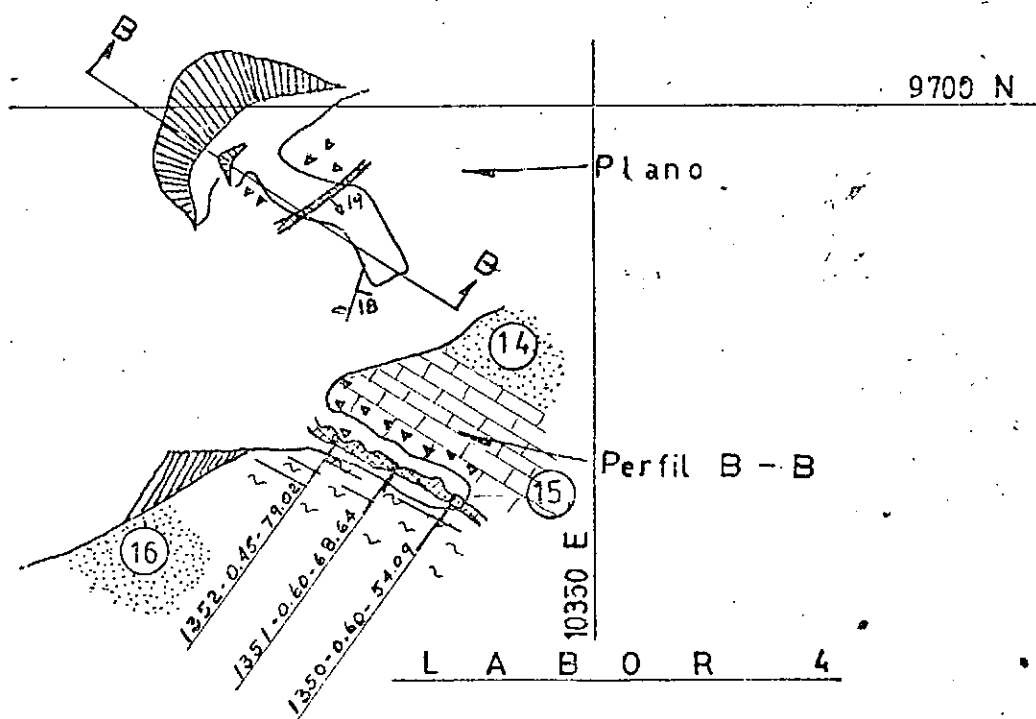 B
9700 N
Plano
19
B
18
14
Perfil B - B
15
16
1352-0.45-79.02
1351-0.60-68.64
1350-0.60-54.09
10350 E
LABOR 4